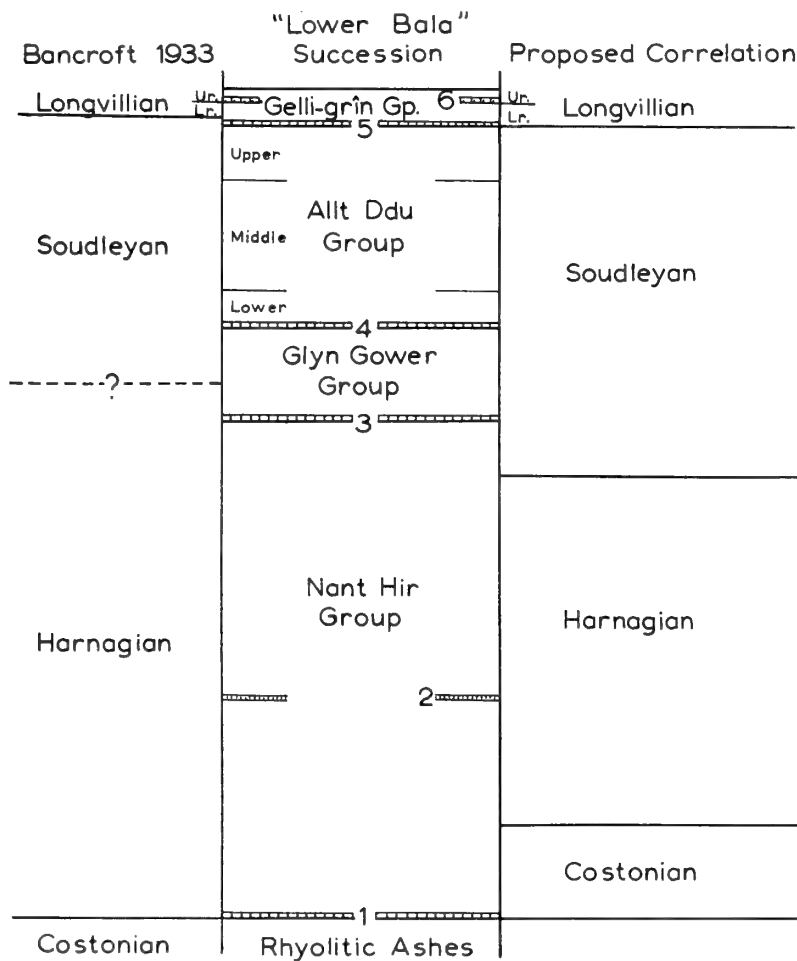 Bancroft 1933
"Lower Bala"
Succession
Proposed Correlation
Longvillian
Ur.
Lr.
Gelli-grîn Gp.
6
Ur.
Lr.
Longvillian
5
Upper
Allt Ddu
Group
Middle
Soudleyan
Soudleyan
Lower
4
Glyn Gower
Group
?
3
Nant Hir
Group
Harnagian
Harnagian
2
Costonian
1
Costonian
Rhyolitic Ashes